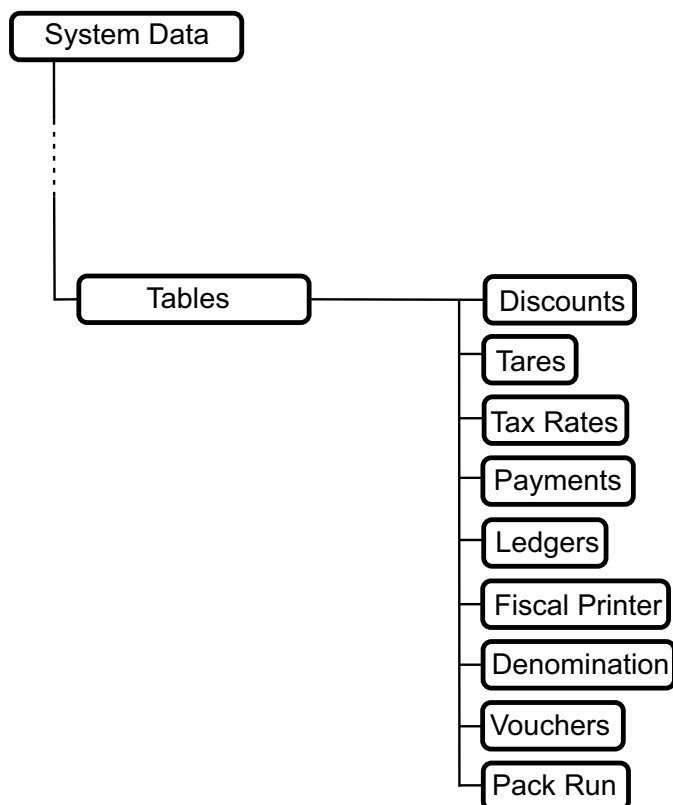 System Data
Tables
Discounts
Tares
Tax Rates
Payments
Ledgers
Fiscal Printer
Denomination
Vouchers
Pack Run